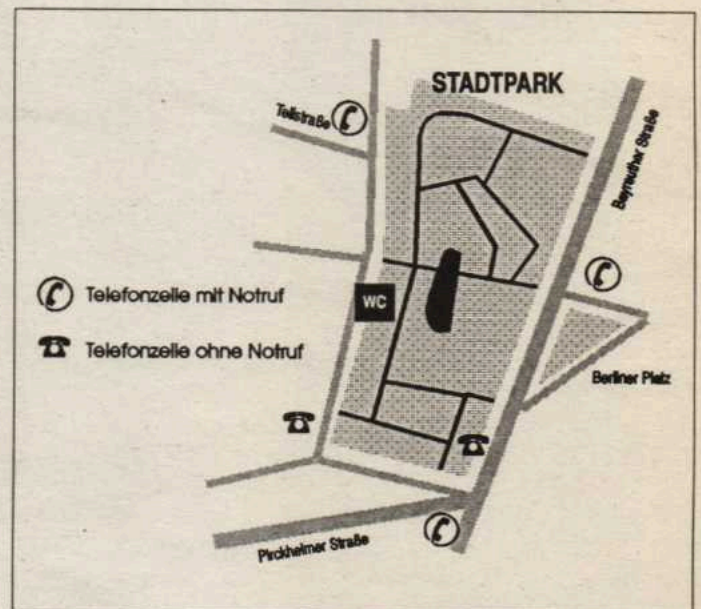 STADTPARK
Tellstraße
Bayreuther Straße
WC
Telefonzelle mit Notruf
Telefonzelle ohne Notruf
Berliner Platz
Pirckheimer Straße